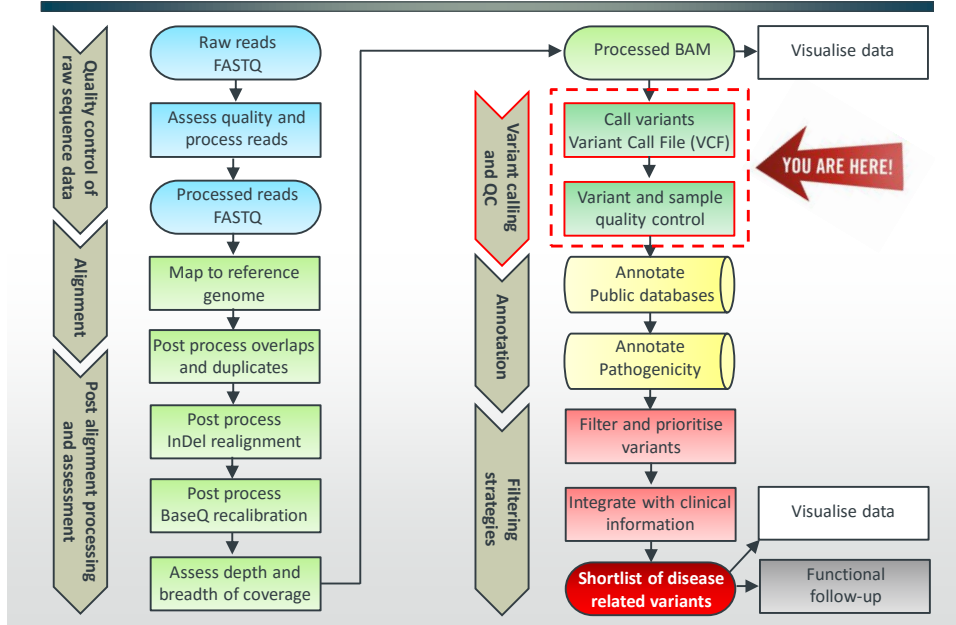 Quality control of
raw sequence data
Alignment
Post alignment processing
and assessment
Raw reads
FASTQ
Assess quality and
process reads
Processed reads
FASTQ
Map to reference
genome
Post process overlaps
and duplicates
Post process
InDel realignment
Post process
BaseQ recalibration
Assess depth and
breadth of coverage
Variant calling
and QC
Annotation
Filtering
strategies
Processed BAM
Visualise data
Call variants
Variant Call File (VCF)
YOU ARE HERE!
Variant and sample
quality control
Annotate
Public databases
Annotate
Pathogenicity
Filter and prioritise
variants
Integrate with clinical
information
Visualise data
Shortlist of disease
related variants
Functional
follow-up